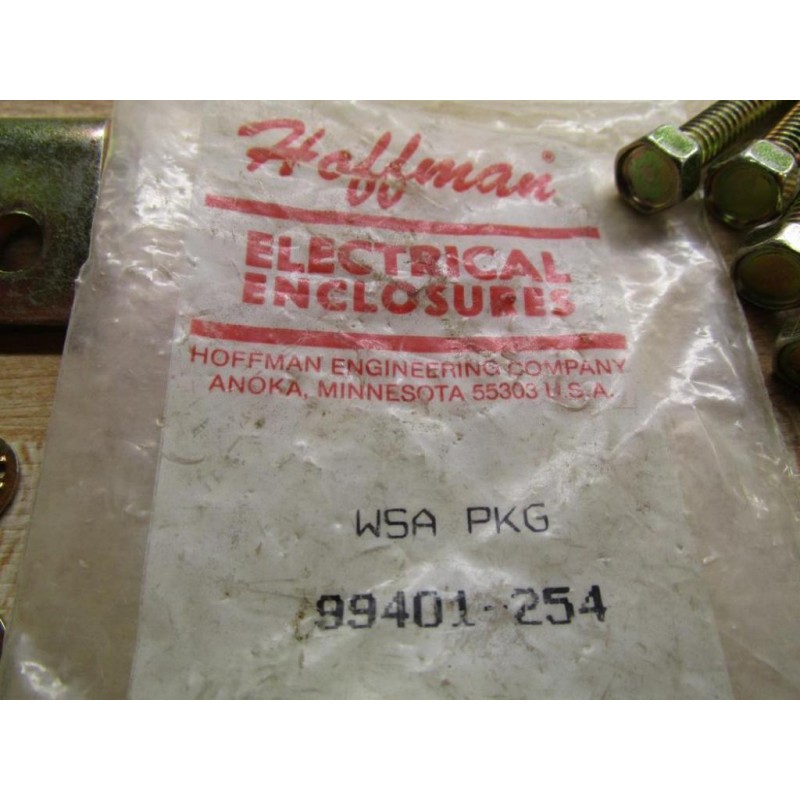 Hoffman®
ELECTRICAL
ENCLOSURES
HOFFMAN ENGINEERING COMPANY
ANOKA, MINNESOTA 55303 U.S.A.
WSA PKG
99401-254